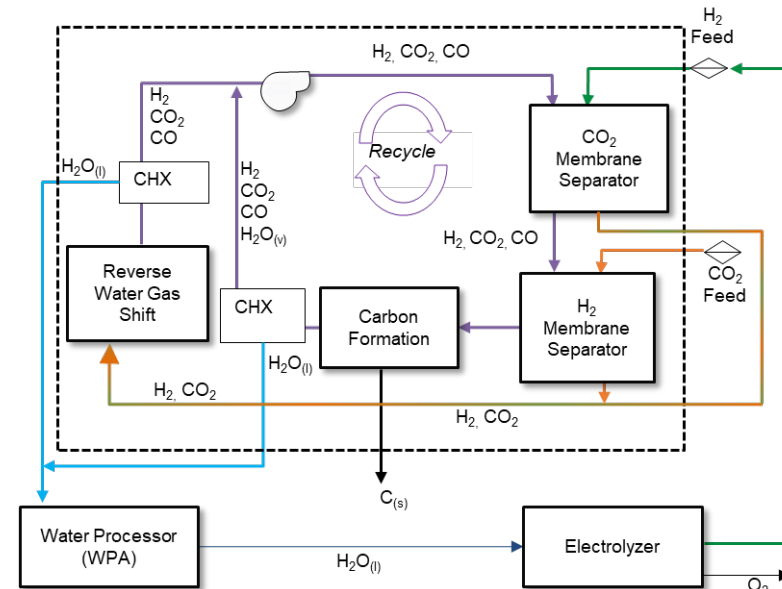 H₂
Feed
H₂, CO₂, CO
H₂
CO₂
CO
H₂O(l)
CHX
H₂
CO₂
CO
H₂O(v)
Recycle
CO₂
Membrane
Separator
H₂, CO₂, CO
CO₂
Feed
Reverse
Water Gas
Shift
CHX
Carbon
Formation
H₂
Membrane
Separator
H₂O(l)
H₂, CO₂
H₂, CO₂
C(s)
Water Processor
(WPA)
H₂O(l)
Electrolyzer
O₂